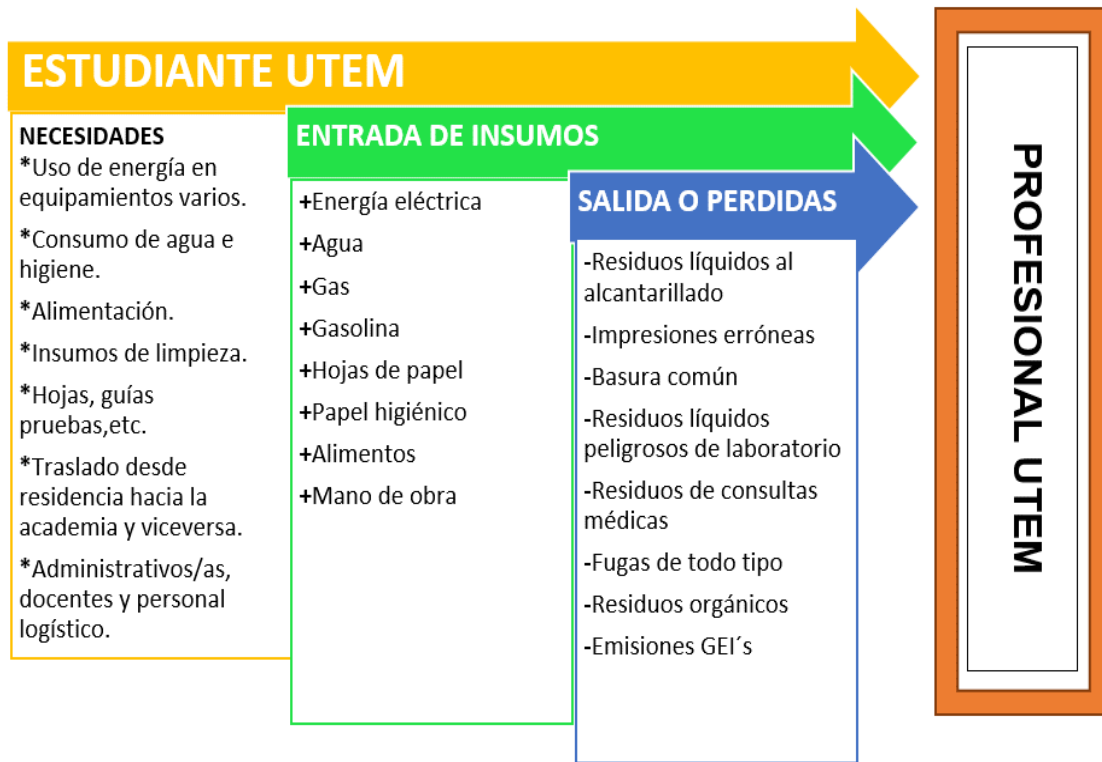 ESTUDIANTE UTEM
NECESIDADES
*Uso de energía en
equipamientos varios.
*Consumo de agua e
higiene.
*Alimentación.
*Insumos de limpieza.
*Hojas, guías
pruebas,etc.
*Traslado desde
residencia hacia la
academia y viceversa.
*Administrativos/as,
docentes y personal
logístico.
ENTRADA DE INSUMOS
+Energía eléctrica
+Agua
+Gas
+Gasolina
+Hojas de papel
+Papel higiénico
+Alimentos
+Mano de obra
SALIDA O PERDIDAS
-Residuos líquidos al
alcantarillado
-Impresiones erróneas
-Basura común
-Residuos líquidos
peligrosos de laboratorio
-Residuos de consultas
médicas
-Fugas de todo tipo
-Residuos orgánicos
-Emisiones GEI´s
PROFESIONAL UTEM